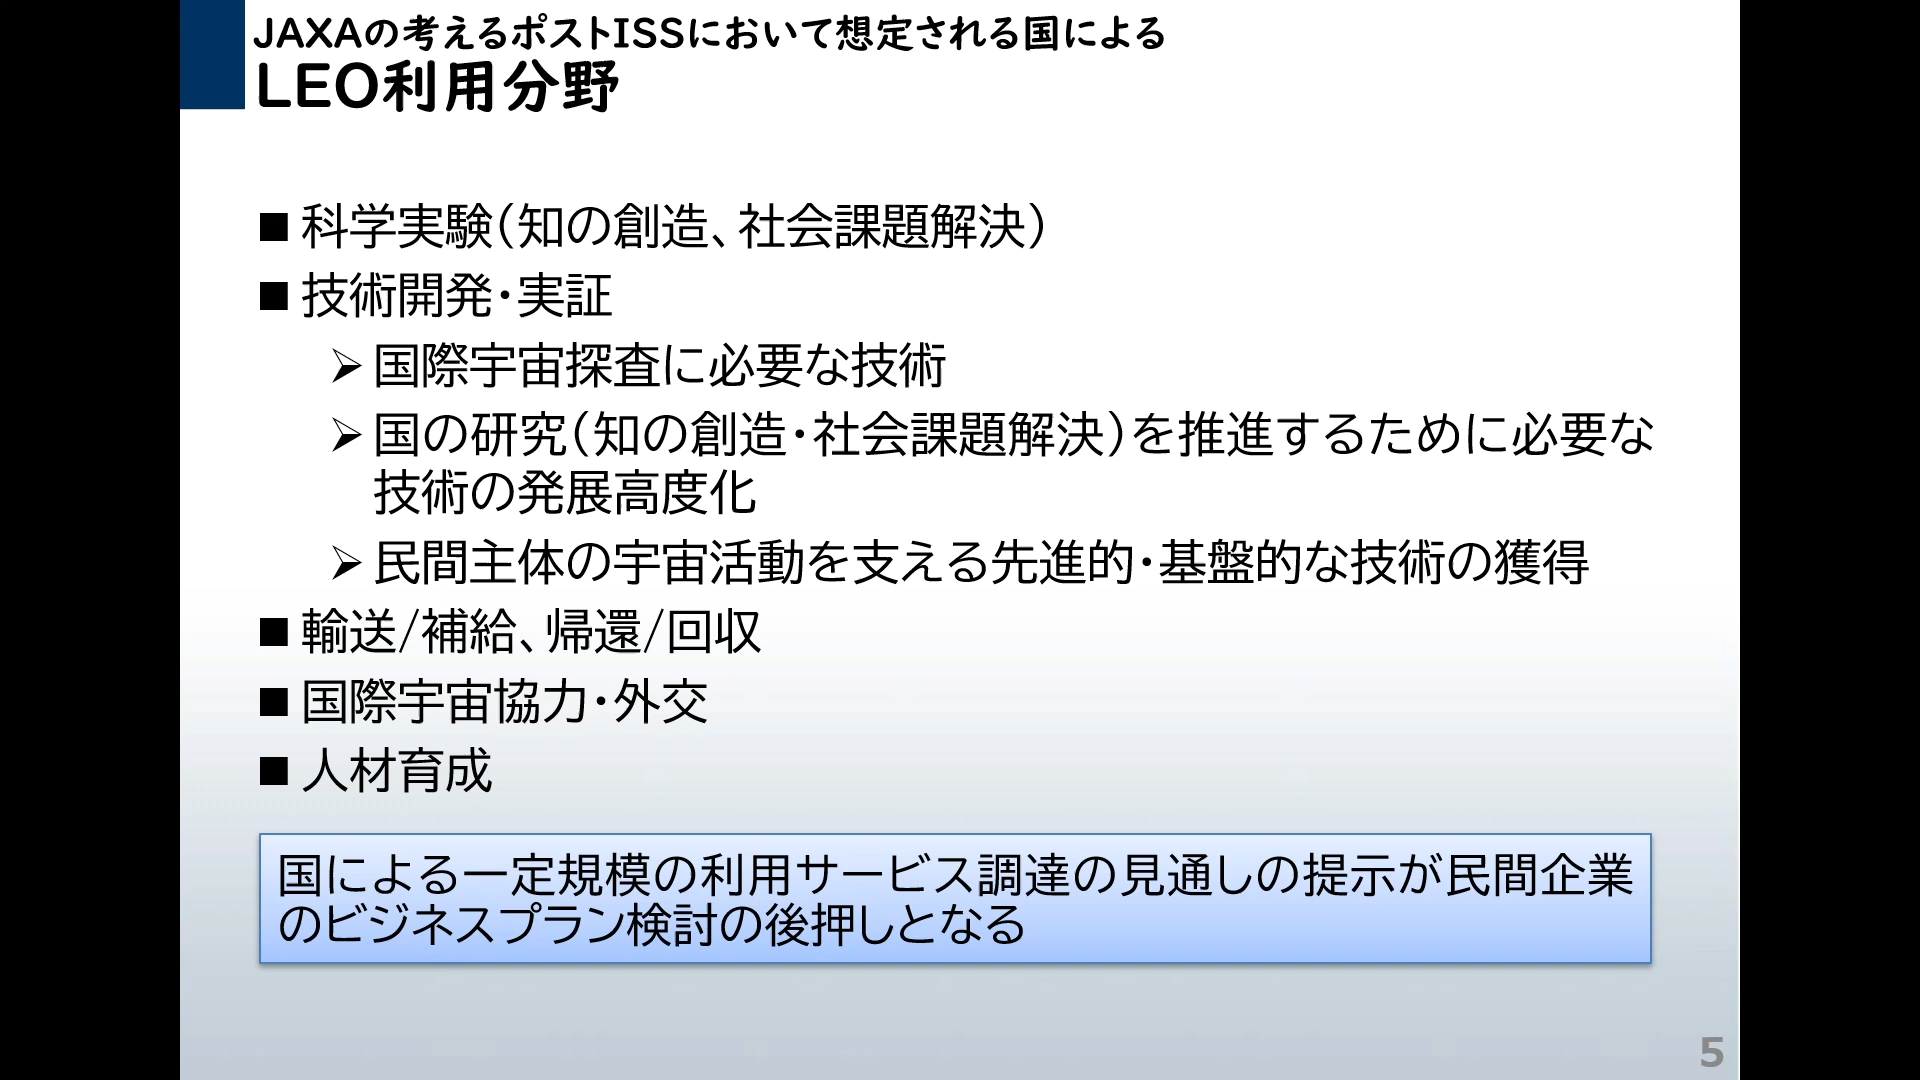 JAXAの考えるポストISSにおいて想定される国による
LEO利用分野
■ 科学実験(知の創造、社会課題解決)
■ 技術開発・実証
➢ 国際宇宙探査に必要な技術
➢ 国の研究(知の創造・社会課題解決)を推進するために必要な
技術の発展高度化
➢ 民間主体の宇宙活動を支える先進的・基盤的な技術の獲得
■ 輸送/補給、帰還/回収
■ 国際宇宙協力・外交
■ 人材育成
国による一定規模の利用サービス調達の見通しの提示が民間企業
のビジネスプラン検討の後押しとなる
5